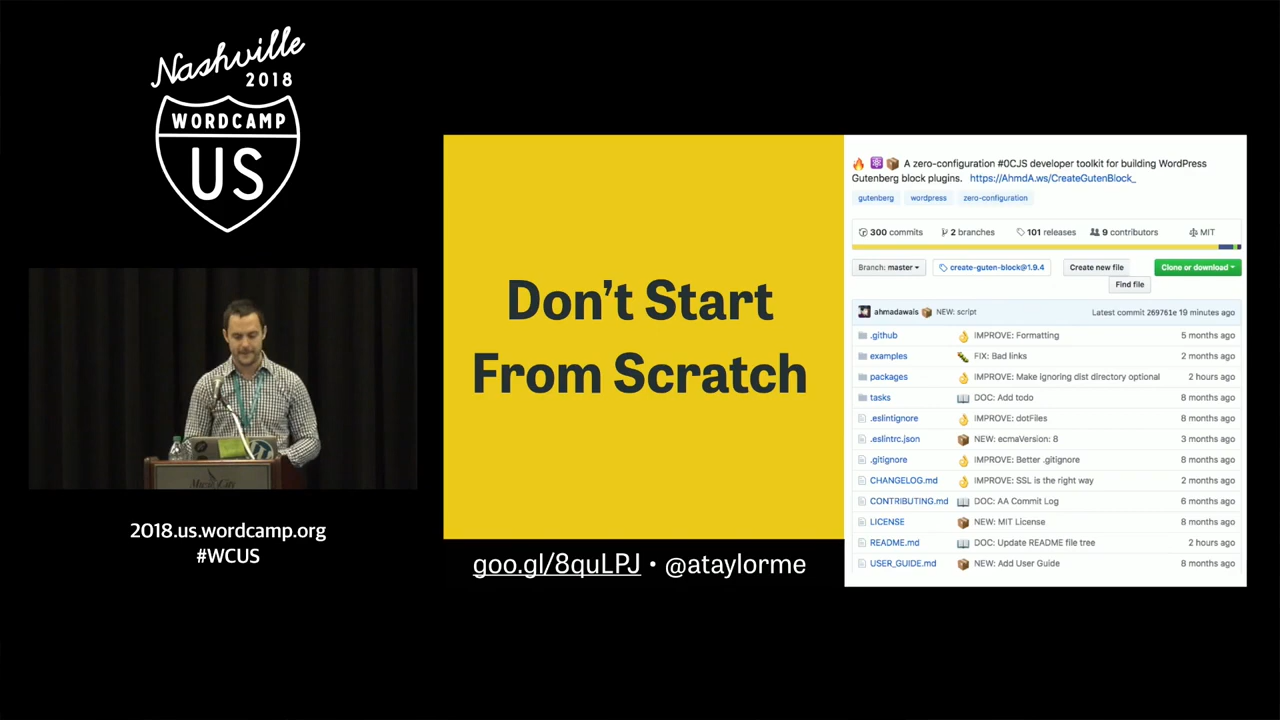 Nashville
2018
WORDCAMP
US
2018.us.wordcamp.org
#WCUS
Don't Start
From Scratch
goo.gl/8quLPJ • @ataylorme
A zero-configuration #0CJS developer toolkit for building WordPress
Gutenberg block plugins. https://AhmdA.ws/CreateGutenBlock_
gutenberg wordpress zero-configuration
300 commits 2 branches 101 releases 9 contributors MIT
Branch: master create-guten-block@1.9.4 Create new file Clone or download
Find file
ahmadawais NEW: script Latest commit 269761e 19 minutes ago
.github IMPROVE: Formatting 5 months ago
examples FIX: Bad links 2 months ago
packages IMPROVE: Make ignoring dist directory optional 2 hours ago
tasks DOC: Add todo 8 months ago
.eslintignore IMPROVE: dotFiles 8 months ago
.eslintrc.json NEW: ecmaVersion: 8 3 months ago
.gitignore IMPROVE: Better .gitignore 8 months ago
CHANGELOG.md IMPROVE: SSL is the right way 2 months ago
CONTRIBUTING.md DOC: AA Commit Log 6 months ago
LICENSE NEW: MIT License 8 months ago
README.md DOC: Update README file tree 2 hours ago
USER_GUIDE.md NEW: Add User Guide 8 months ago